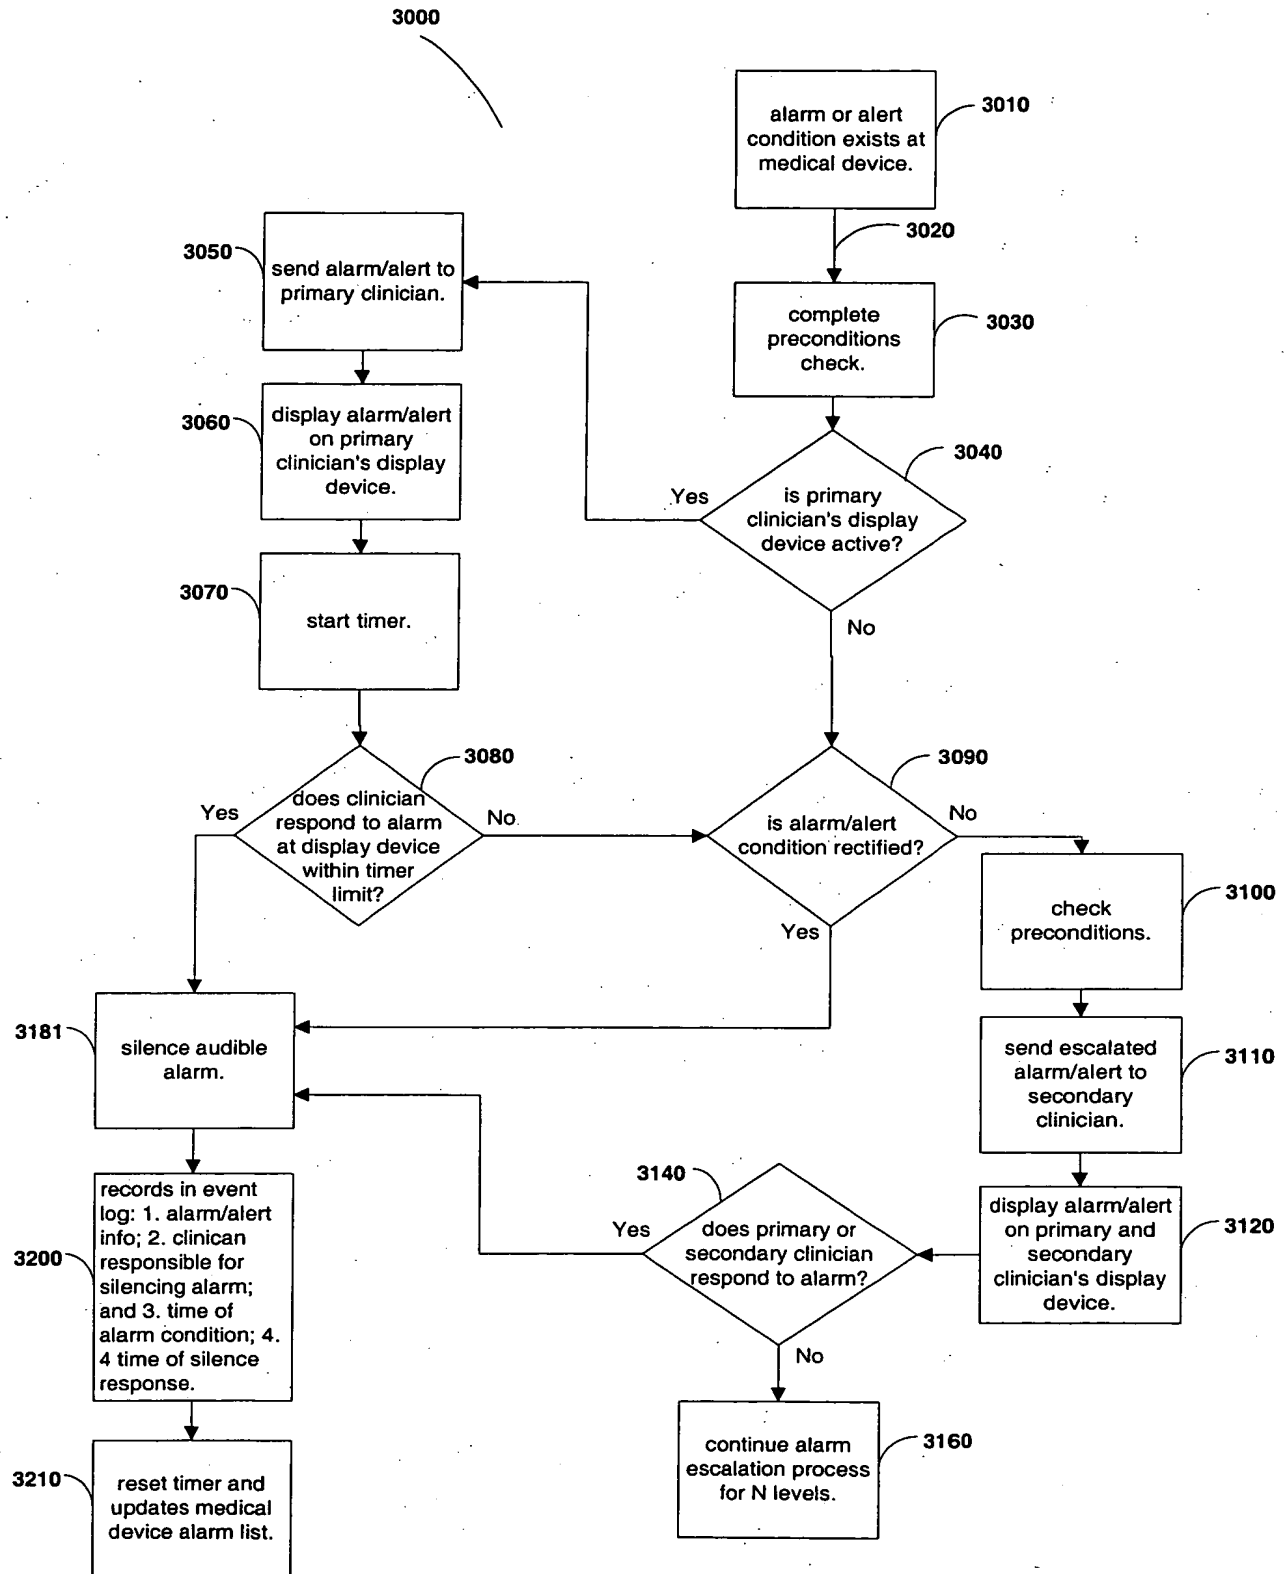 3000
alarm or alert
condition exists at
medical device.
3010
3020
3050
send alarm/alert to
primary clinician.
complete
preconditions
check.
3030
3060
display alarm/alert
on primary
clinician's display
device.
3040
Yes
is primary
clinician's display
device active?
No
3070
start timer.
3080
Yes
does clinician
respond to alarm
at display device
within timer
limit?
No
3090
is alarm/alert
condition rectified?
No
Yes
3100
check
preconditions.
3181
silence audible
alarm.
send escalated
alarm/alert to
secondary
clinician.
3110
3140
Yes
does primary or
secondary clinician
respond to alarm?
No
display alarm/alert
on primary and
secondary
clinician's display
device.
3120
3200
records in event
log: 1. alarm/alert
info; 2. clinican
responsible for
silencing alarm;
and 3. time of
alarm condition; 4.
4 time of silence
response.
continue alarm
escalation process
for N levels.
3160
3210
reset timer and
updates medical
device alarm list.